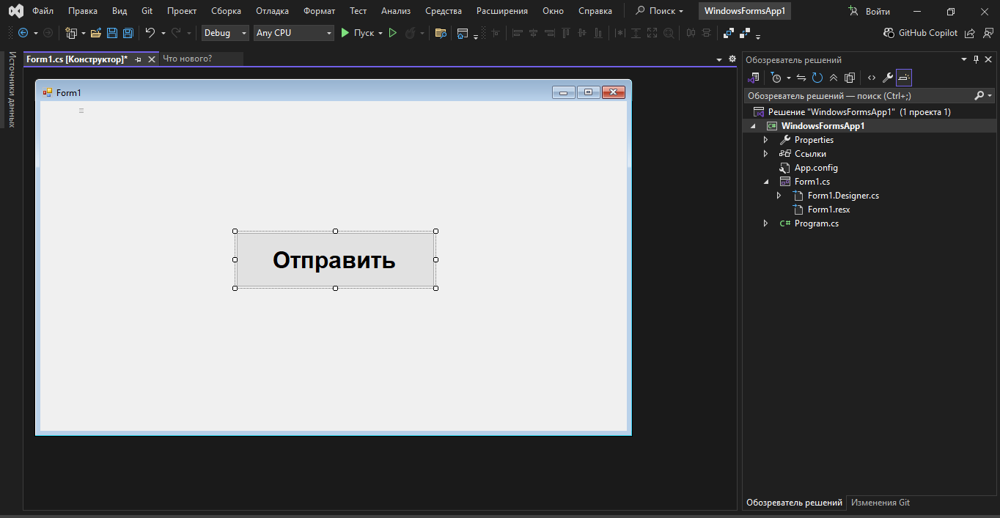 Файл Правка Вид Git Проект Сборка Отладка Формат Тест Анализ Средства Расширения Окно Справка Поиск WindowsFormsApp1 Войти
Debug Any CPU Пуск GitHub Copilot
Источники данных
Form1.cs [Конструктор]* Что нового?
Form1
Отправить
Обозреватель решений
Обозреватель решений — поиск (Ctrl+;)
Решение "WindowsFormsApp1" (1 проекта 1)
WindowsFormsApp1
Properties
Ссылки
App.config
Form1.cs
Form1.Designer.cs
Form1.resx
C# Program.cs
Обозреватель решений Изменения Git